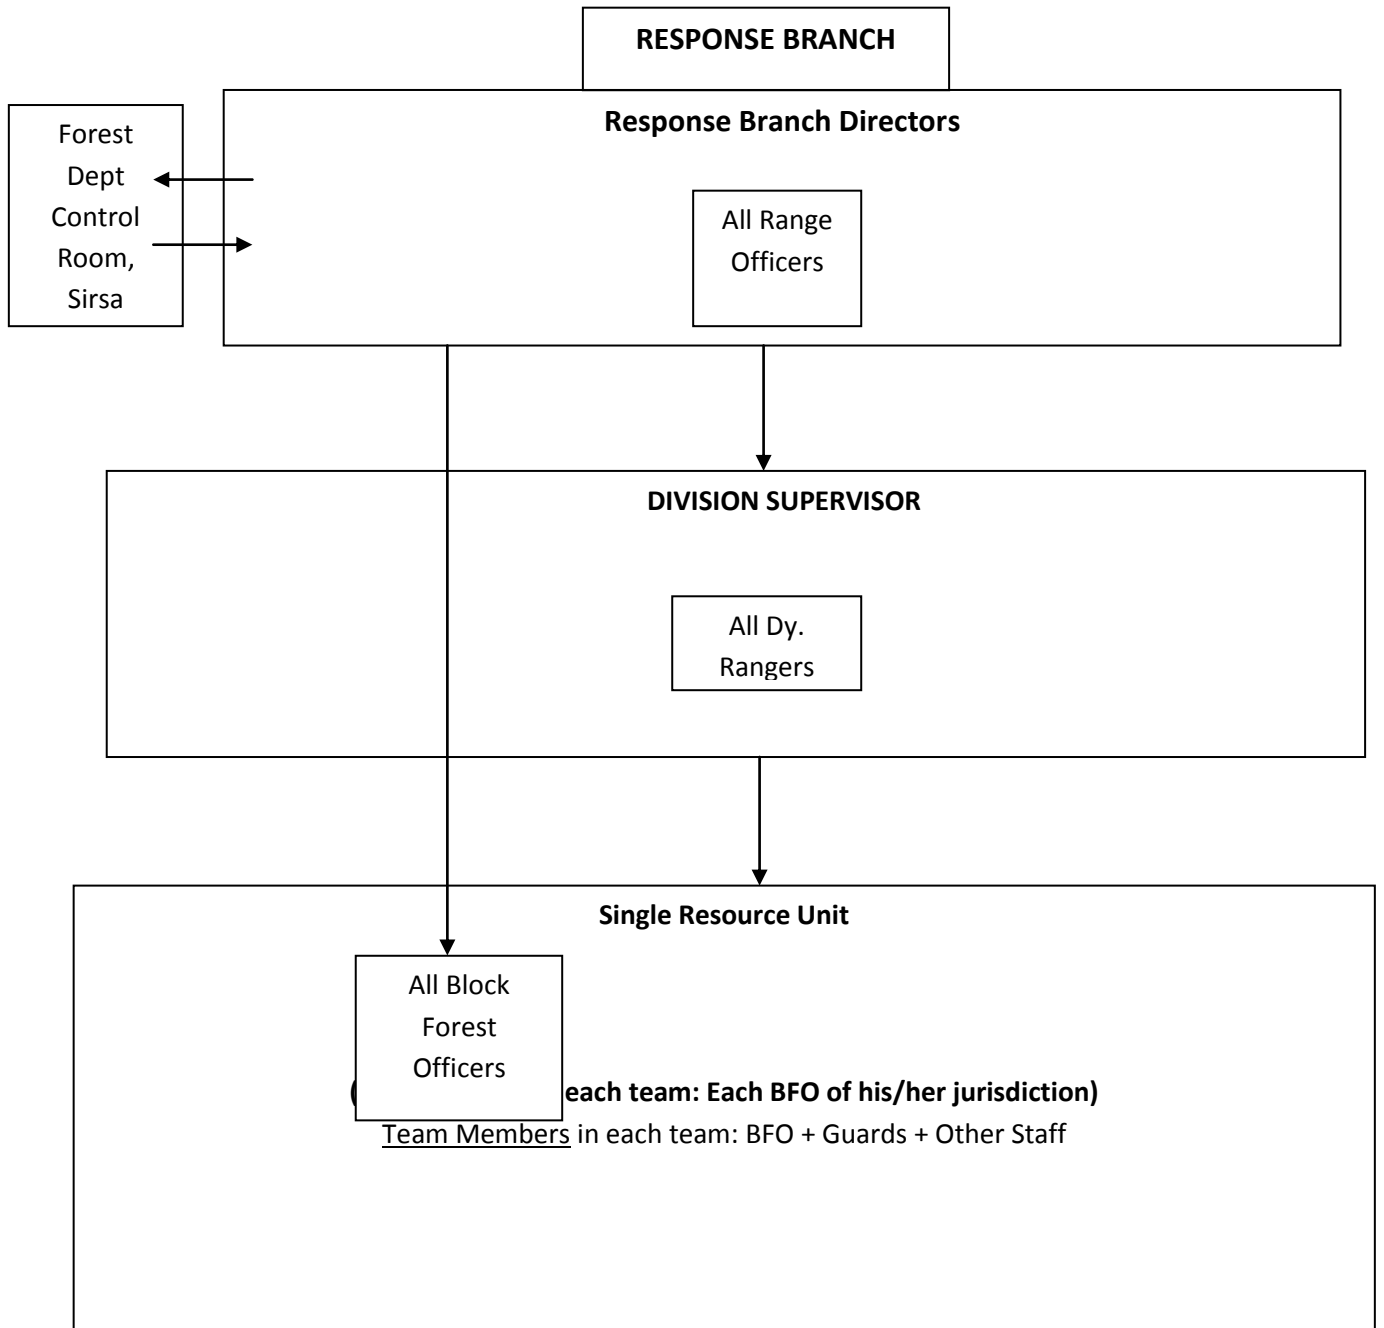 RESPONSE BRANCH
Response Branch Directors
Forest
Dept
Control
Room,
Sirsa
All Range
Officers
DIVISION SUPERVISOR
All Dy.
Rangers
Single Resource Unit
All Block
Forest
Officers
( each team: Each BFO of his/her jurisdiction)
Team Members in each team: BFO + Guards + Other Staff